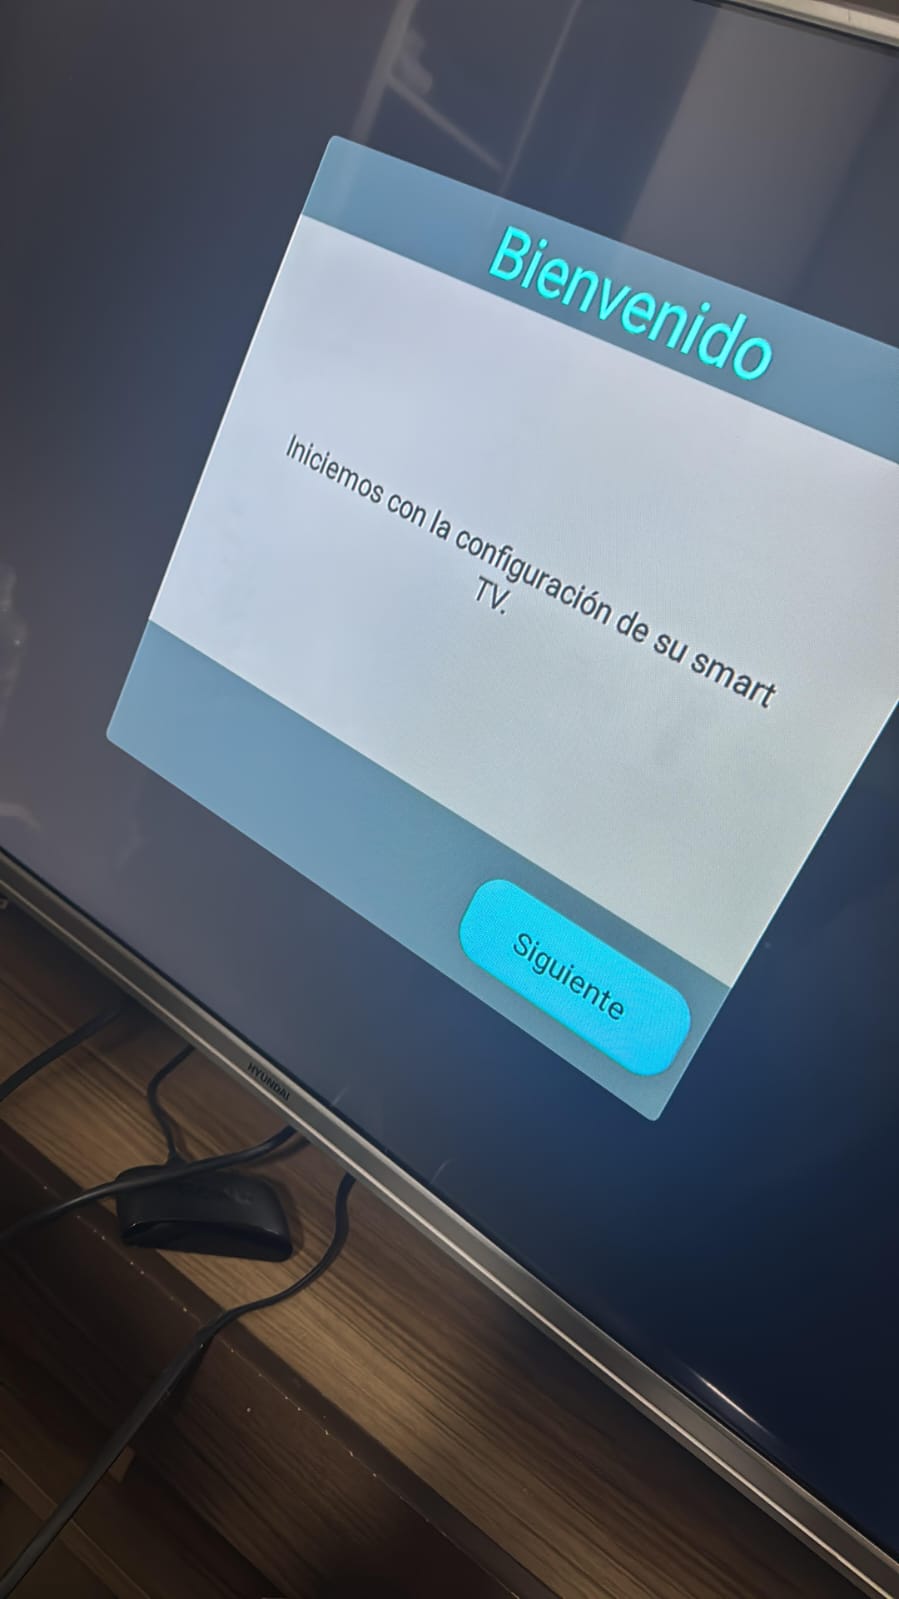 Bienvenido
Iniciemos con la configuración de su smart
TV.
Siguiente
HYUNDAI